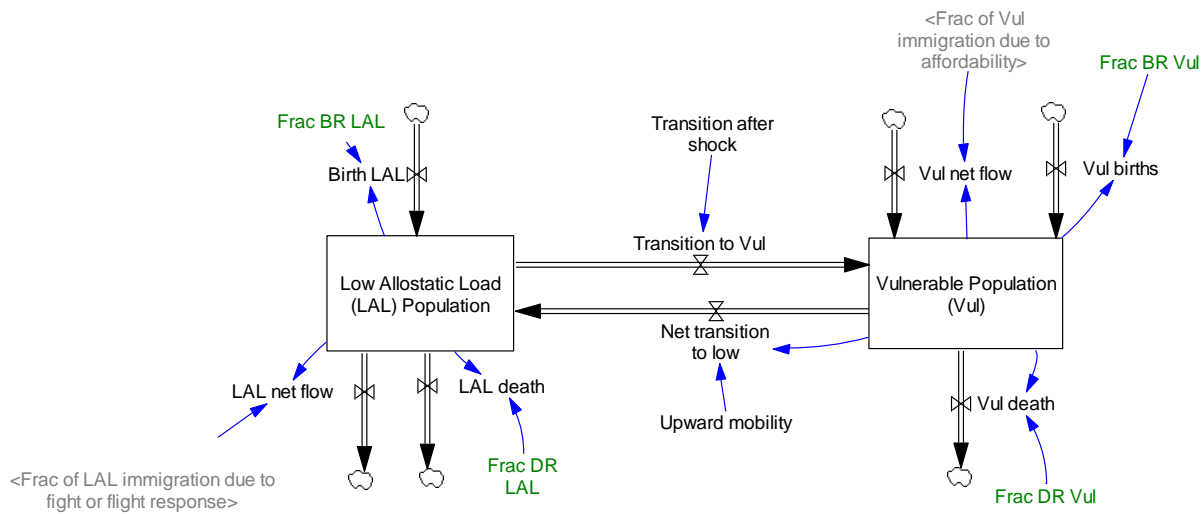 <Frac of Vul
immigration due to
affordability>
Frac BR Vul
Frac BR LAL
Transition after
shock
Birth LAL
Vul net flow
Vul births
Transition to Vul
Low Allostatic Load
(LAL) Population
Vulnerable Population
(Vul)
Net transition
to low
LAL net flow
LAL death
Vul death
Upward mobility
<Frac of LAL immigration due to
fight or flight response>
Frac DR
LAL
Frac DR Vul